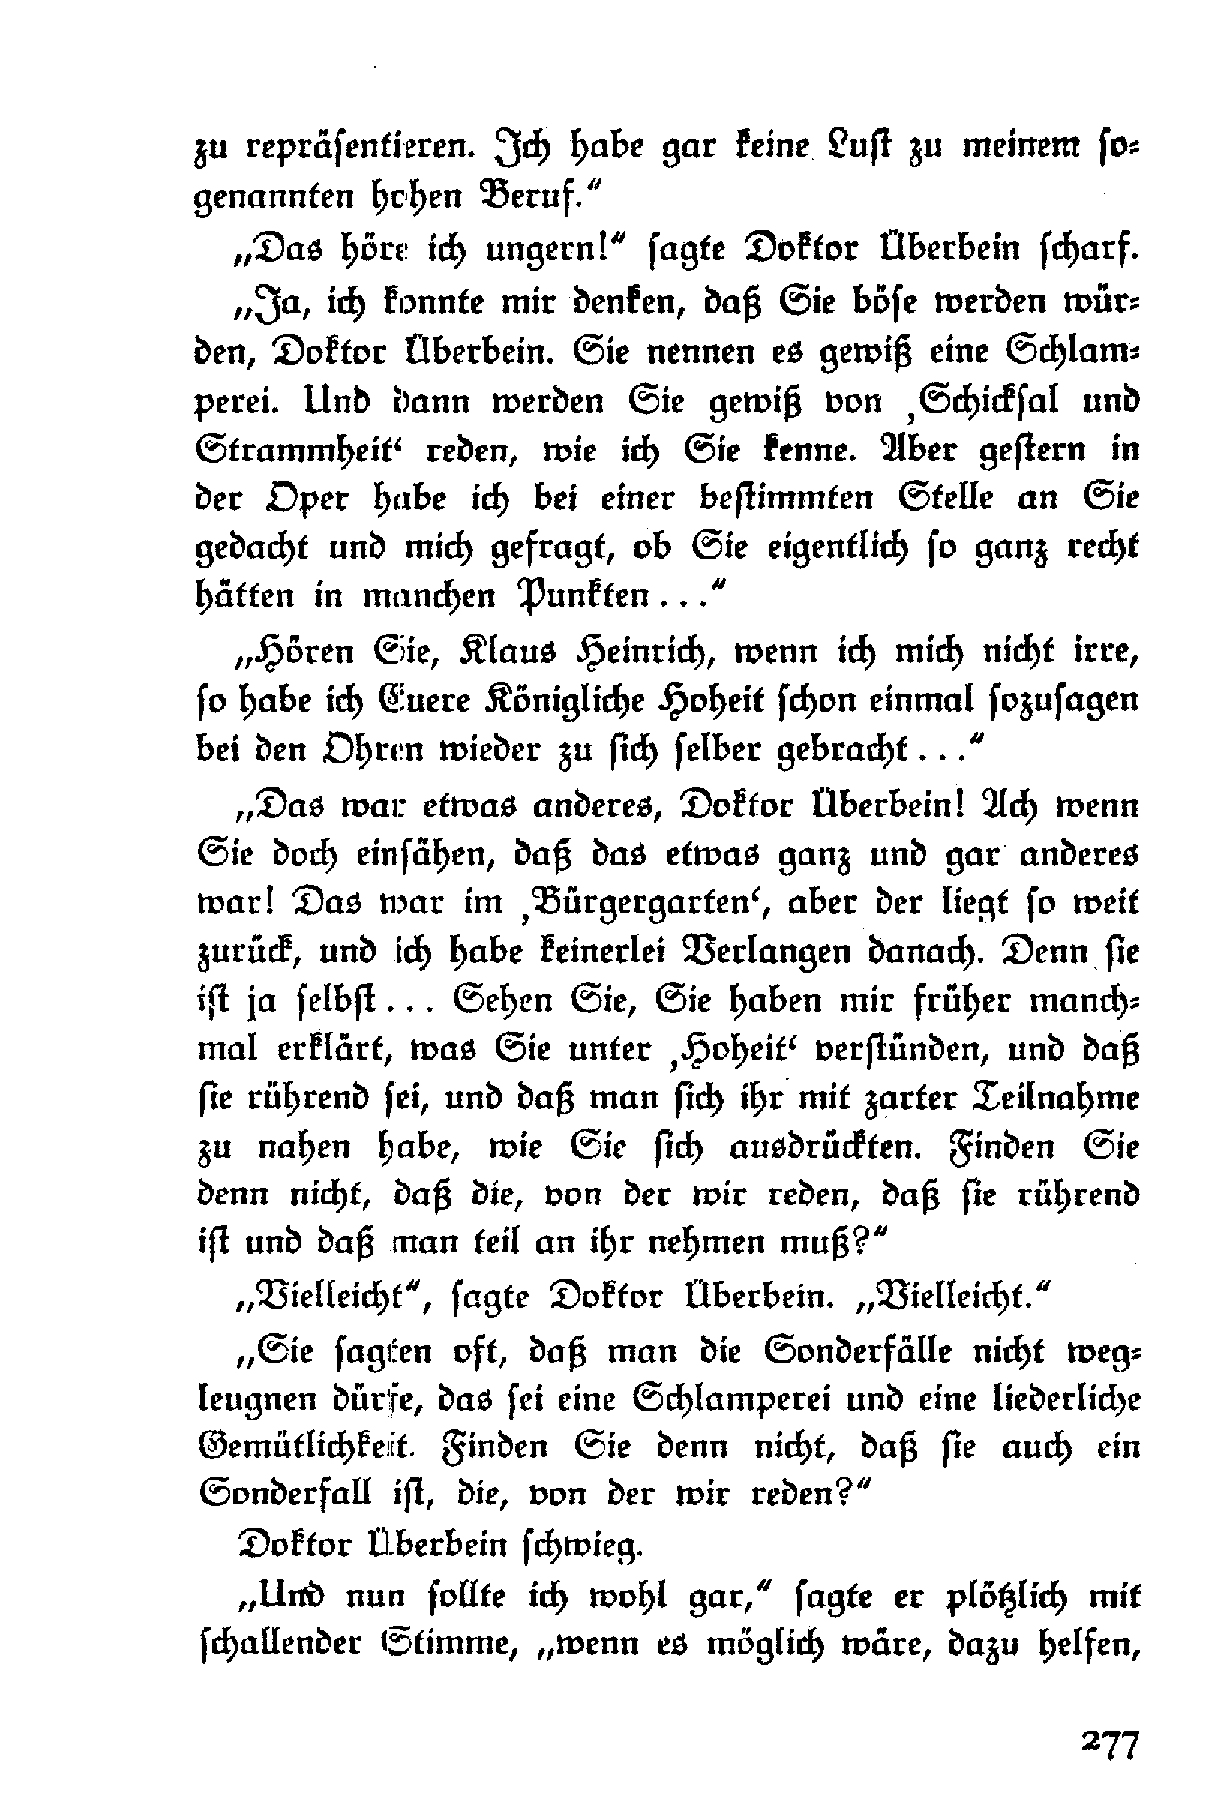 zu repräsentieren. Ich habe gar keine Lust zu meinem so-
genannten hohen Beruf.“
„Das höre ich ungern!“ sagte Doktor Überbein scharf.
„Ja, ich konnte mir denken, daß Sie böse werden wür-
den, Doktor Überbein. Sie nennen es gewiß eine Schlam-
perei. Und dann werden Sie gewiß von ‚Schicksal und
Strammheit‘ reden, wie ich Sie kenne. Aber gestern in
der Oper habe ich bei einer bestimmten Stelle an Sie
gedacht und mich gefragt, ob Sie eigentlich so ganz recht
hätten in manchen Punkten . . .“
„Hören Sie, Klaus Heinrich, wenn ich mich nicht irre,
so habe ich Euere Königliche Hoheit schon einmal sozusagen
bei den Ohren wieder zu sich selber gebracht . . .“
„Das war etwas anderes, Doktor Überbein! Ach wenn
Sie doch einsähen, daß das etwas ganz und gar anderes
war! Das war im ‚Bürgergarten‘, aber der liegt so weit
zurück, und ich habe keinerlei Verlangen danach. Denn sie
ist ja selbst . . . Sehen Sie, Sie haben mir früher manch-
mal erklärt, was Sie unter ‚Hoheit‘ verstünden, und daß
sie rührend sei, und daß man sich ihr mit zarter Teilnahme
zu nahen habe, wie Sie sich ausdrückten. Finden Sie
denn nicht, daß die, von der wir reden, daß sie rührend
ist und daß man teil an ihr nehmen muß?“
„Vielleicht“, sagte Doktor Überbein. „Vielleicht.“
„Sie sagten oft, daß man die Sonderfälle nicht weg-
leugnen dürfe, das sei eine Schlamperei und eine liederliche
Gemütlichkeit. Finden Sie denn nicht, daß sie auch ein
Sonderfall ist, die, von der wir reden?“
Doktor Überbein schwieg.
„Und nun sollte ich wohl gar,“ sagte er plötzlich mit
schallender Stimme, „wenn es möglich wäre, dazu helfen,
277